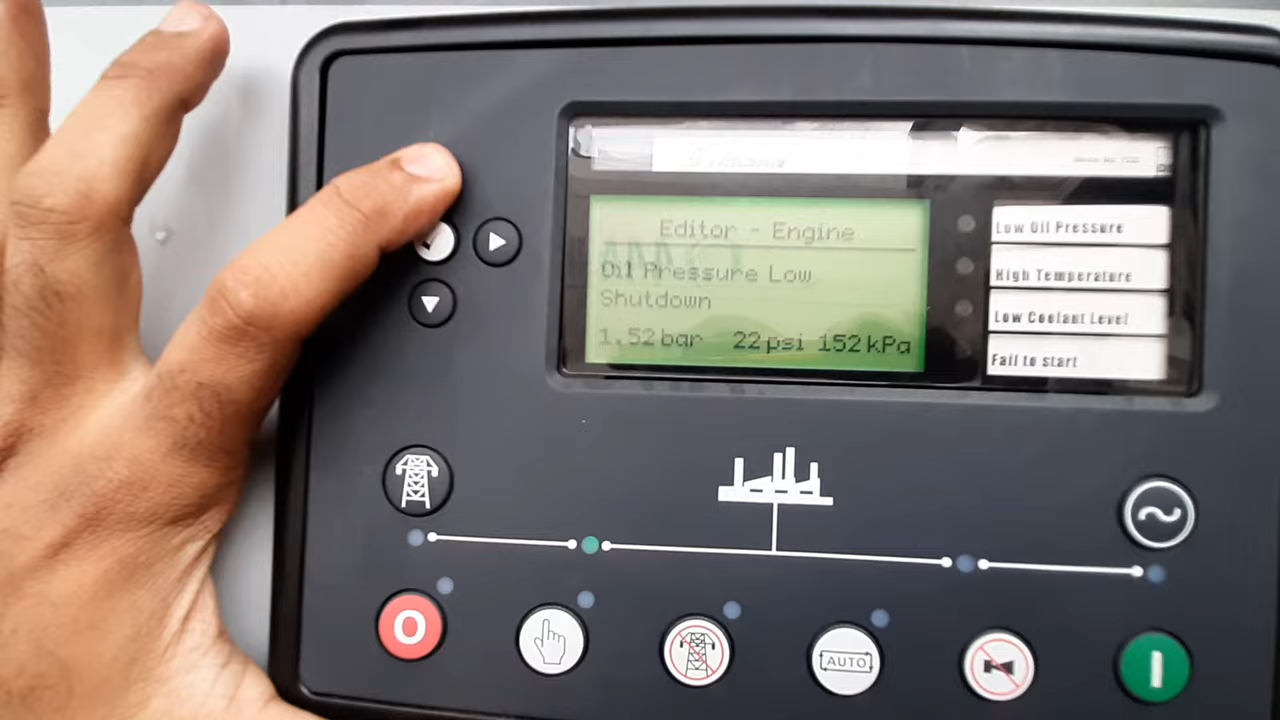 Editor - Engine
Oil Pressure Low
Shutdown
1.52 bar 22 psi 152 kPa
Low Oil Pressure
High Temperature
Low Coolant Level
Fail to start
O
AUTO
I